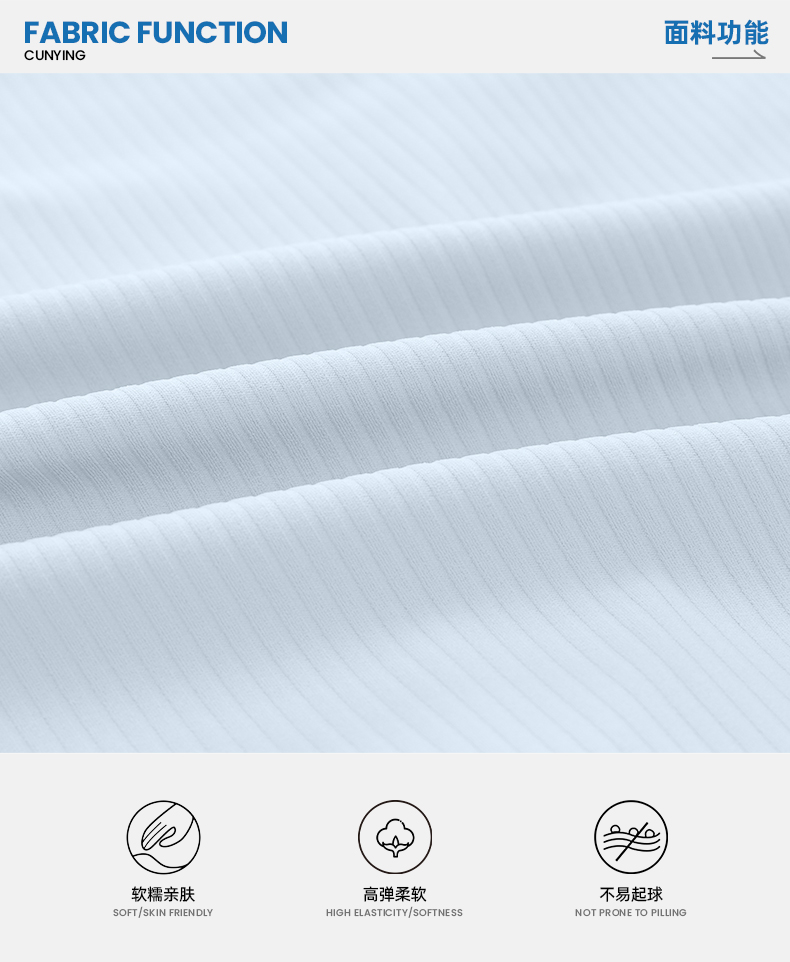 FABRIC FUNCTION
CUNYING
面料功能
软糯亲肤
SOFT/SKIN FRIENDLY
高弹柔软
HIGH ELASTICITY/SOFTNESS
不易起球
NOT PRONE TO PILLING